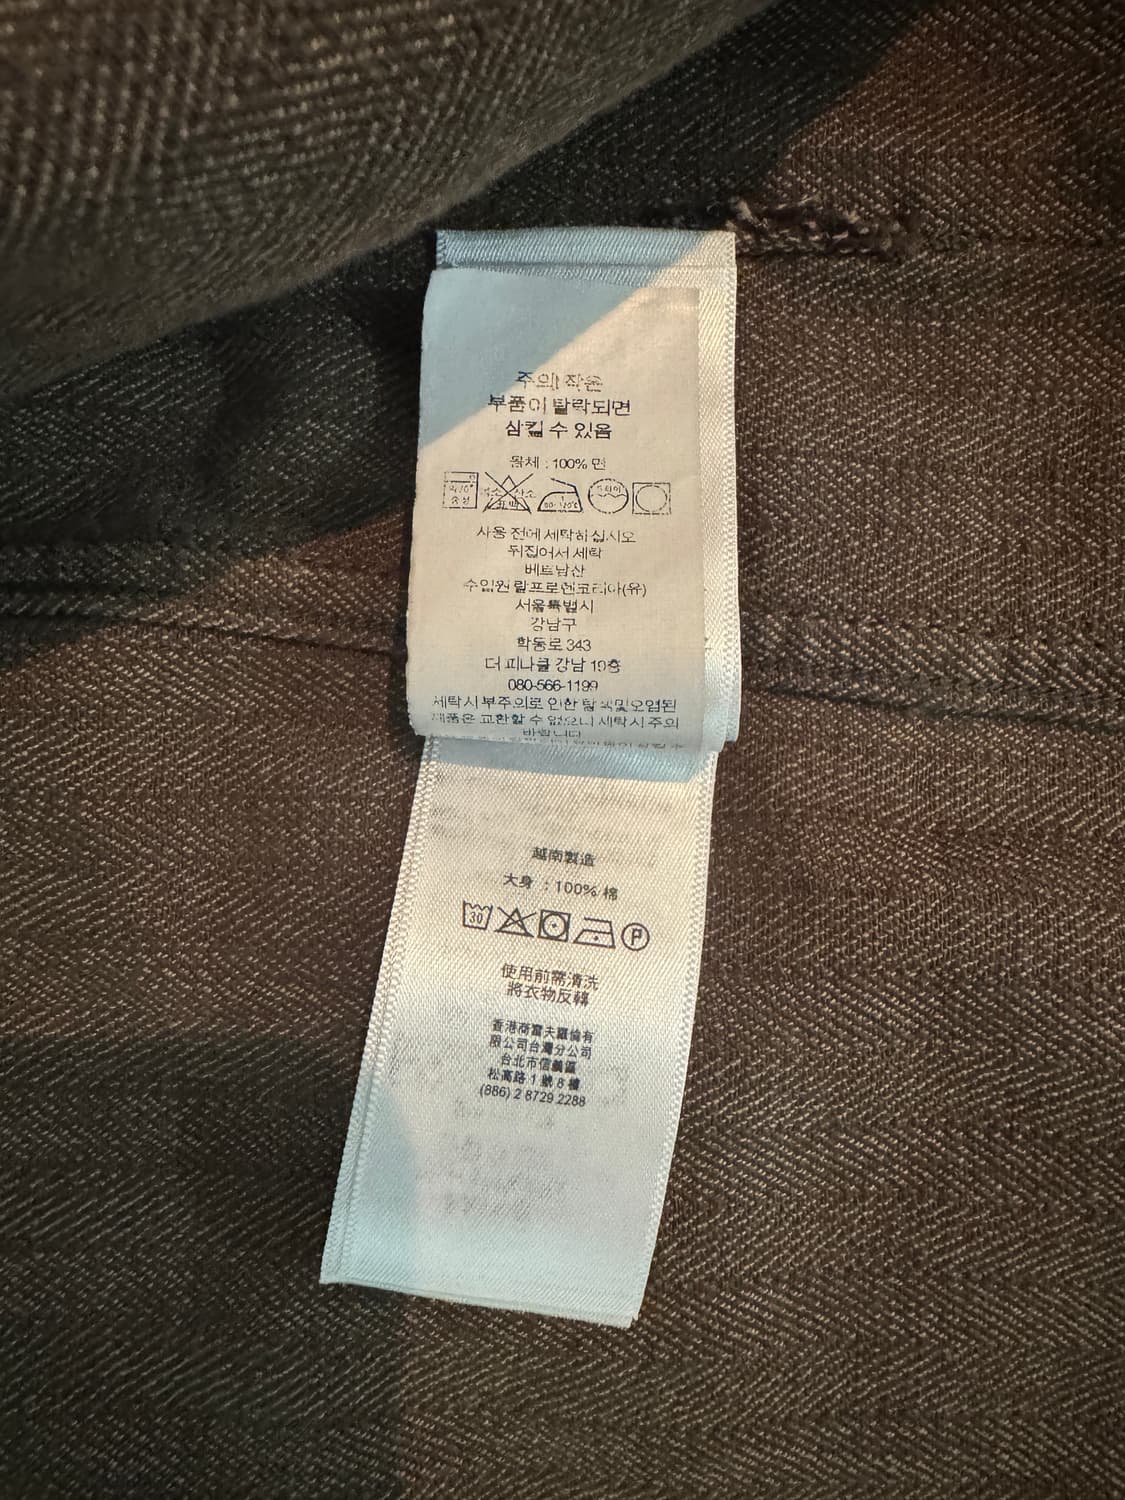 주의 작은
부품이 탈락되면
삼킬 수 있음
몸체 : 100% 면
중성
사용 전에 세탁하십시오
뒤집어서 세탁
베트남산
수입원 랄프로렌코리아(유)
서울특별시
강남구
학동로 343
더 피나클 강남 19층
080-566-1199
세탁시 부주의로 인한 탈색및오염된
제품은 교환할 수 없으니 세탁시 주의
바랍니다
越南製造
大身 : 100% 棉
30
P
使用前需清洗
將衣物反轉
香港商雷夫羅倫有
限公司台灣分公司
台北市信義區
松高路 1 號 8 樓
(886) 2 8729 2288